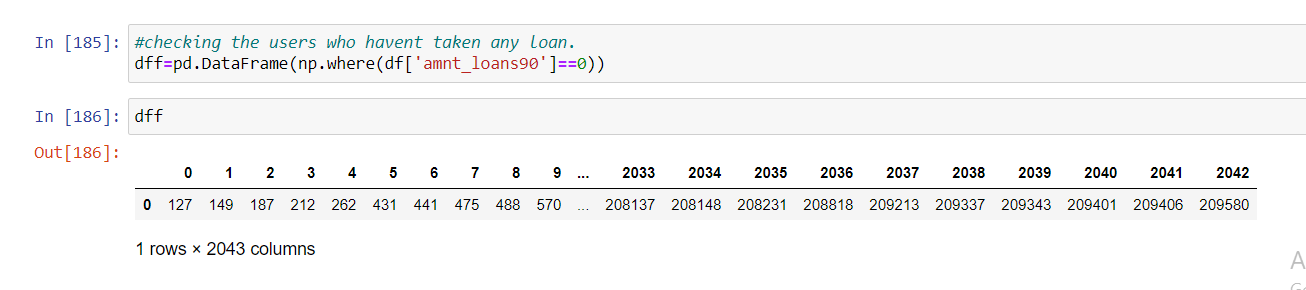 In [185]: #checking the users who havent taken any loan.
dff=pd.DataFrame(np.where(df['amnt_loans90']==0))
In [186]: dff
Out[186]:
0 1 2 3 4 5 6 7 8 9 ... 2033 2034 2035 2036 2037 2038 2039 2040 2041 2042
0 127 149 187 212 262 431 441 475 488 570 ... 208137 208148 208231 208818 209213 209337 209343 209401 209406 209580
1 rows × 2043 columns